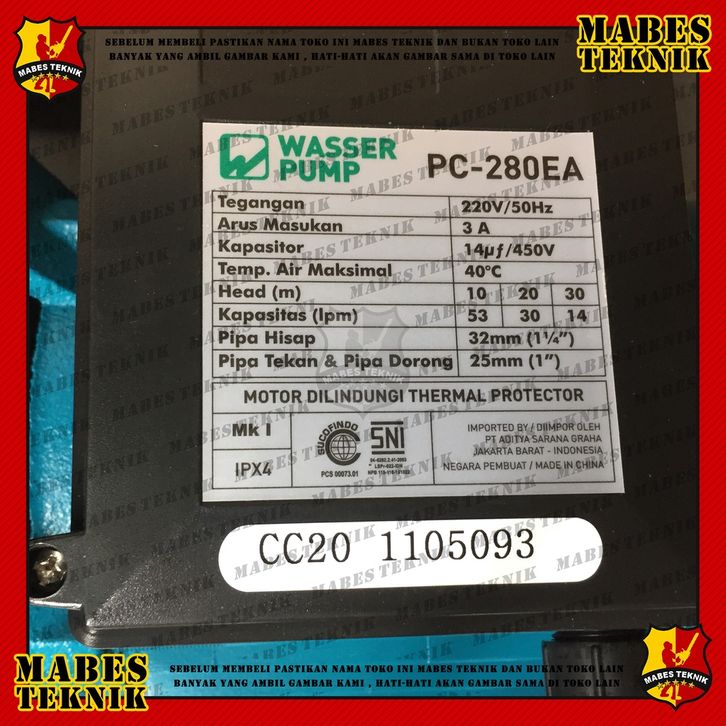 SEBELUM MEMBELI PASTIKAN NAMA TOKO INI MABES TEKNIK DAN BUKAN TOKO LAIN
BANYAK YANG AMBIL GAMBAR KAMI , HATI-HATI AKAN GAMBAR SAMA DI TOKO LAIN
MABES
TEKNIK
MABES TEKNIK
WASSER
PUMP
PC-280EA
Tegangan 220V/50Hz
Arus Masukan 3 A
Kapasitor 14µf/450V
Temp. Air Maksimal 40°C
Head (m) 10 20 30
Kapasitas (lpm) 53 30 14
Pipa Hisap 32mm (1¼")
Pipa Tekan & Pipa Dorong 25mm (1")
MOTOR DILINDUNGI THERMAL PROTECTOR
Mk I
IPX4
SUCOFINDO
PCS 00073.01
SNI
IMPORTED BY / DIIMPOR OLEH
PT ADITYA SARANA GRAHA
JAKARTA BARAT - INDONESIA
NEGARA PEMBUAT / MADE IN CHINA
CC20 1105093
MABES
TEKNIK
SEBELUM MEMBELI PASTIKAN NAMA TOKO INI MABES TEKNIK DAN BUKAN TOKO LAIN
BANYAK YANG AMBIL GAMBAR KAMI , HATI-HATI AKAN GAMBAR SAMA DI TOKO LAIN
MABES TEKNIK